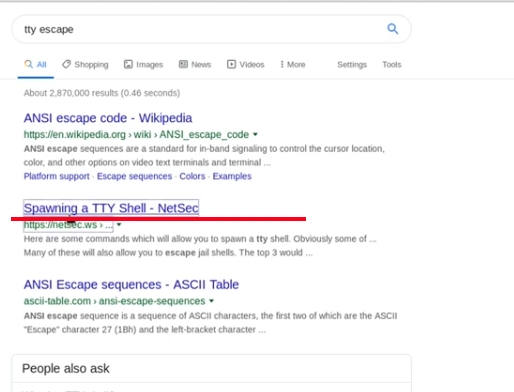 tty escape
All Shopping Images News Videos More Settings Tools
About 2,870,000 results (0.46 seconds)
ANSI escape code - Wikipedia
https://en.wikipedia.org › wiki › ANSI_escape_code
ANSI escape sequences are a standard for in-band signaling to control the cursor location,
color, and other options on video text terminals and terminal ...
Platform support · Escape sequences · Colors · Examples
Spawning a TTY Shell - NetSec
https://netsec.ws › ...
Here are some commands which will allow you to spawn a tty shell. Obviously some of ...
Many of these will also allow you to escape jail shells. The top 3 would ...
ANSI Escape sequences - ASCII Table
ascii-table.com › ansi-escape-sequences
ANSI escape sequence is a sequence of ASCII characters, the first two of which are the ASCII
"Escape" character 27 (1Bh) and the left-bracket character ...
People also ask